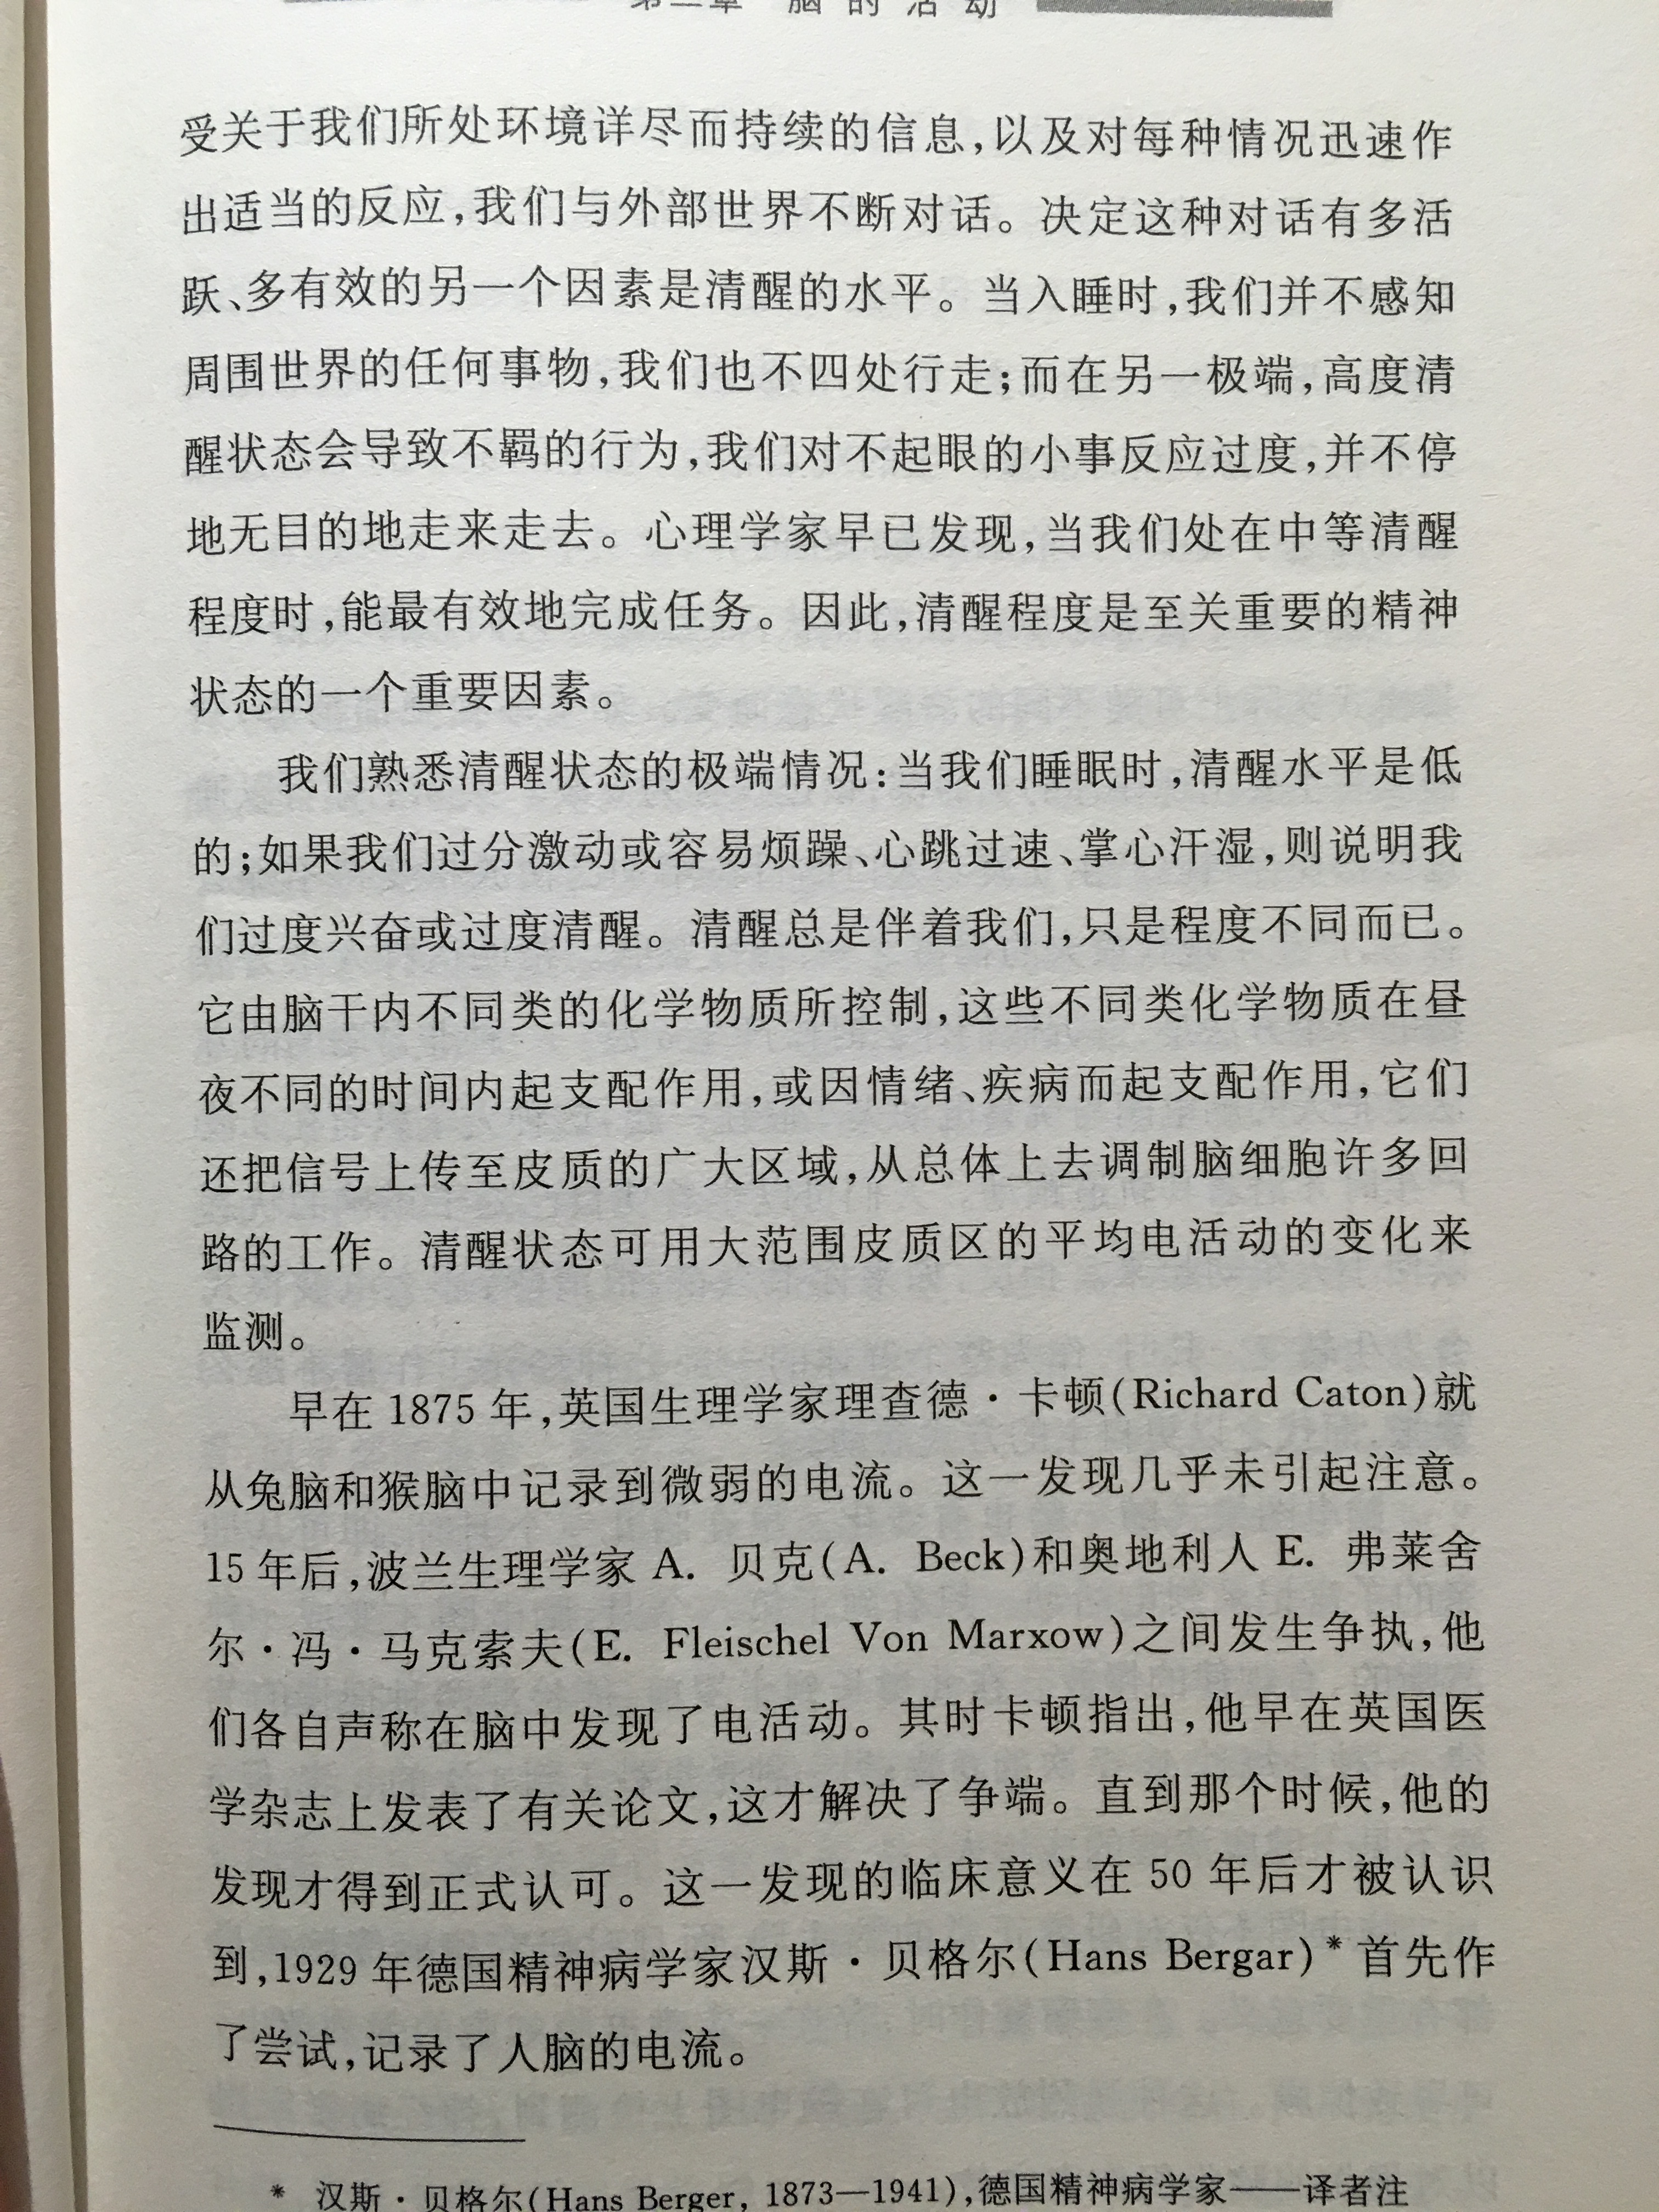 第二章 脑的活动
受关于我们所处环境详尽而持续的信息,以及对每种情况迅速作
出适当的反应,我们与外部世界不断对话。决定这种对话有多活
跃、多有效的另一个因素是清醒的水平。当入睡时,我们并不感知
周围世界的任何事物,我们也不四处行走;而在另一极端,高度清
醒状态会导致不羁的行为,我们对不起眼的小事反应过度,并不停
地无目的地走来走去。心理学家早已发现,当我们处在中等清醒
程度时,能最有效地完成任务。因此,清醒程度是至关重要的精神
状态的一个重要因素。
我们熟悉清醒状态的极端情况:当我们睡眠时,清醒水平是低
的;如果我们过分激动或容易烦躁、心跳过速、掌心汗湿,则说明我
们过度兴奋或过度清醒。清醒总是伴着我们,只是程度不同而已。
它由脑干内不同类的化学物质所控制,这些不同类化学物质在昼
夜不同的时间内起支配作用,或因情绪、疾病而起支配作用,它们
还把信号上传至皮质的广大区域,从总体上去调制脑细胞许多回
路的工作。清醒状态可用大范围皮质区的平均电活动的变化来
监测。
早在 1875 年,英国生理学家理查德·卡顿(Richard Caton)就
从兔脑和猴脑中记录到微弱的电流。这一发现几乎未引起注意。
15 年后,波兰生理学家 A. 贝克(A. Beck)和奥地利人 E. 弗莱舍
尔·冯·马克索夫(E. Fleischel Von Marxow)之间发生争执,他
们各自声称在脑中发现了电活动。其时卡顿指出,他早在英国医
学杂志上发表了有关论文,这才解决了争端。直到那个时候,他的
发现才得到正式认可。这一发现的临床意义在 50 年后才被认识
到,1929 年德国精神病学家汉斯·贝格尔(Hans Bergar)*首先作
了尝试,记录了人脑的电流。
* 汉斯·贝格尔(Hans Berger, 1873—1941),德国精神病学家——译者注